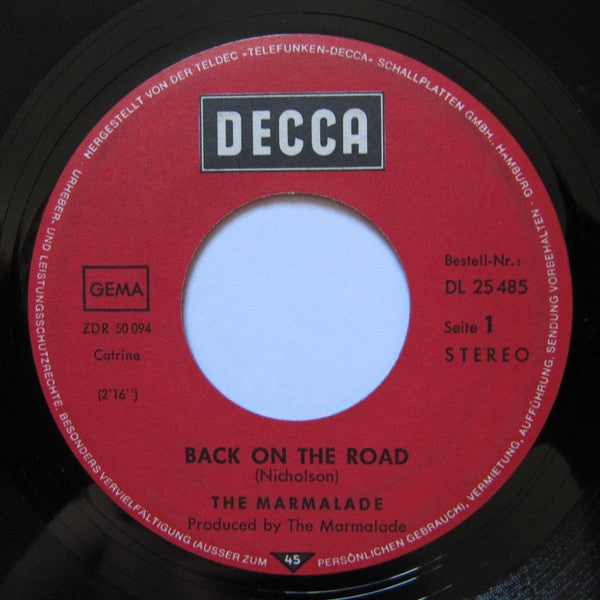 HERGESTELLT VON DER TELDEC »TELEFUNKEN-DECCA« SCHALLPLATTEN GMBH., HAMBURG
URHEBER- UND LEISTUNGSSCHUTZRECHTE, BESONDERS VERVIELFÄLTIGUNG (AUSSER ZUM PERSÖNLICHEN GEBRAUCH), VERMIETUNG, AUFFÜHRUNG, SENDUNG VORBEHALTEN ·
DECCA
GEMA
ZDR 50 094
Catrine
(2'16'')
Bestell-Nr.:
DL 25 485
Seite 1
STEREO
BACK ON THE ROAD
(Nicholson)
THE MARMALADE
Produced by The Marmalade
45